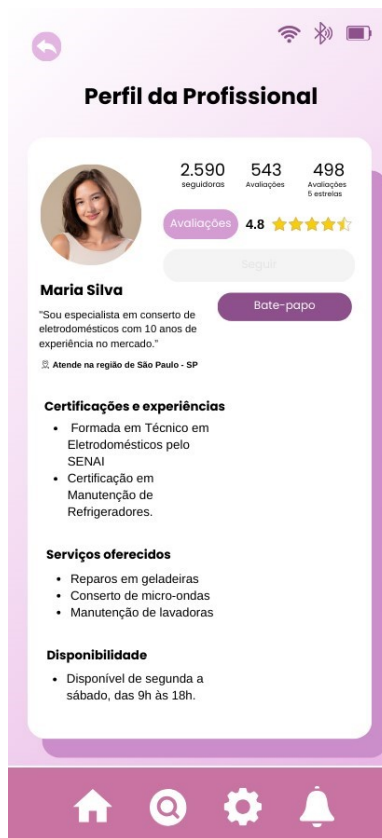 Perfil da Profissional
2.590
seguidoras
543
Avaliações
498
Avaliações
5 estrelas
Avaliações
4.8
Seguir
Bate-papo
Maria Silva
"Sou especialista em conserto de
eletrodomésticos com 10 anos de
experiência no mercado."
Atende na região de São Paulo - SP
Certificações e experiências
• Formada em Técnico em
Eletrodomésticos pelo
SENAI
• Certificação em
Manutenção de
Refrigeradores.
Serviços oferecidos
• Reparos em geladeiras
• Conserto de micro-ondas
• Manutenção de lavadoras
Disponibilidade
• Disponível de segunda a
sábado, das 9h às 18h.